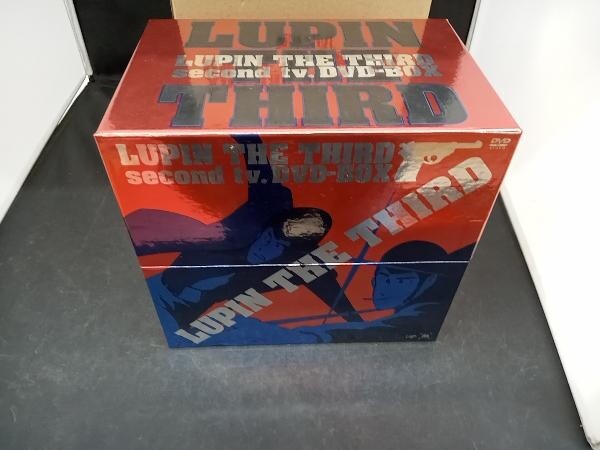 LUPIN
LUPIN THE THIRD
second tv. DVD-BOX
THIRD
LUPIN THE THIRD
second tv. DVD-BOX
DVD
LUPIN THE THIRD